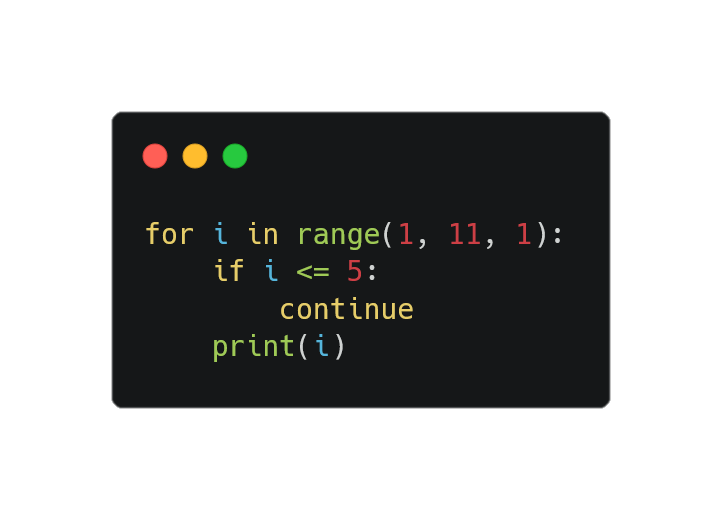 for i in range(1, 11, 1):
    if i <= 5:
        continue
    print(i)